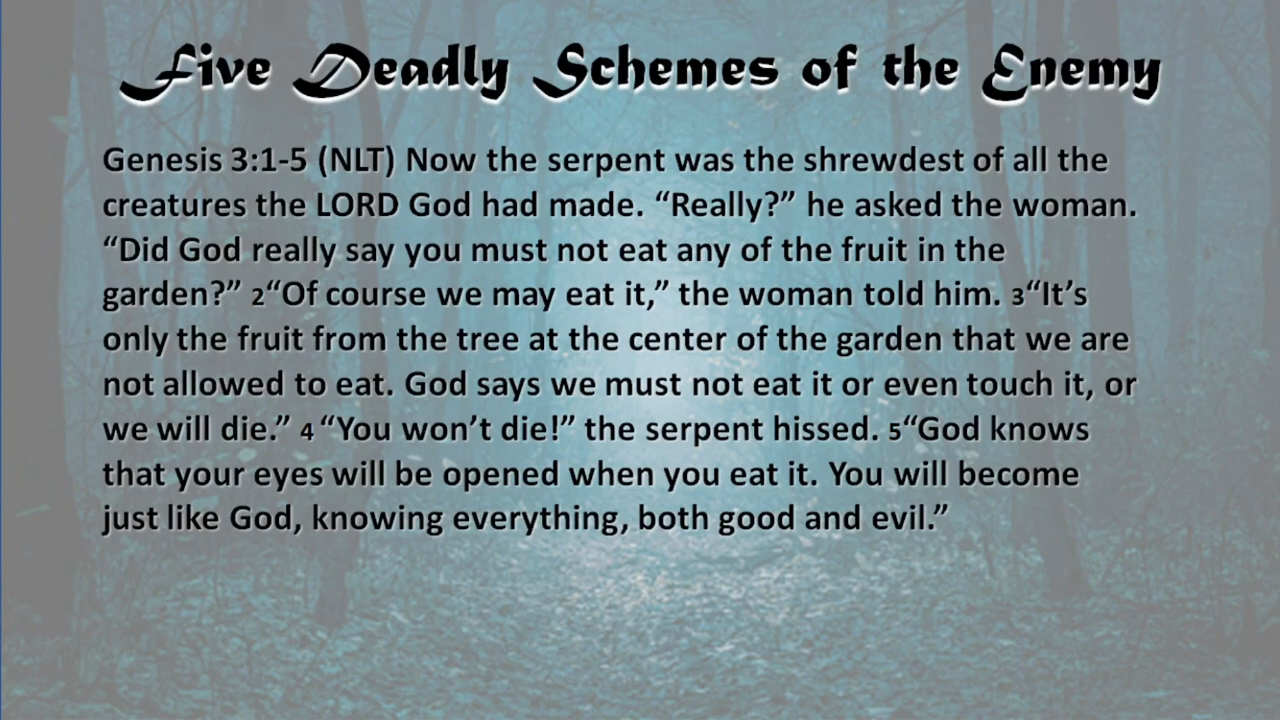 Five Deadly Schemes of the Enemy
Genesis 3:1-5 (NLT) Now the serpent was the shrewdest of all the
creatures the LORD God had made. “Really?” he asked the woman.
“Did God really say you must not eat any of the fruit in the
garden?” 2“Of course we may eat it,” the woman told him. 3“It’s
only the fruit from the tree at the center of the garden that we are
not allowed to eat. God says we must not eat it or even touch it, or
we will die.” 4 “You won’t die!” the serpent hissed. 5“God knows
that your eyes will be opened when you eat it. You will become
just like God, knowing everything, both good and evil.”